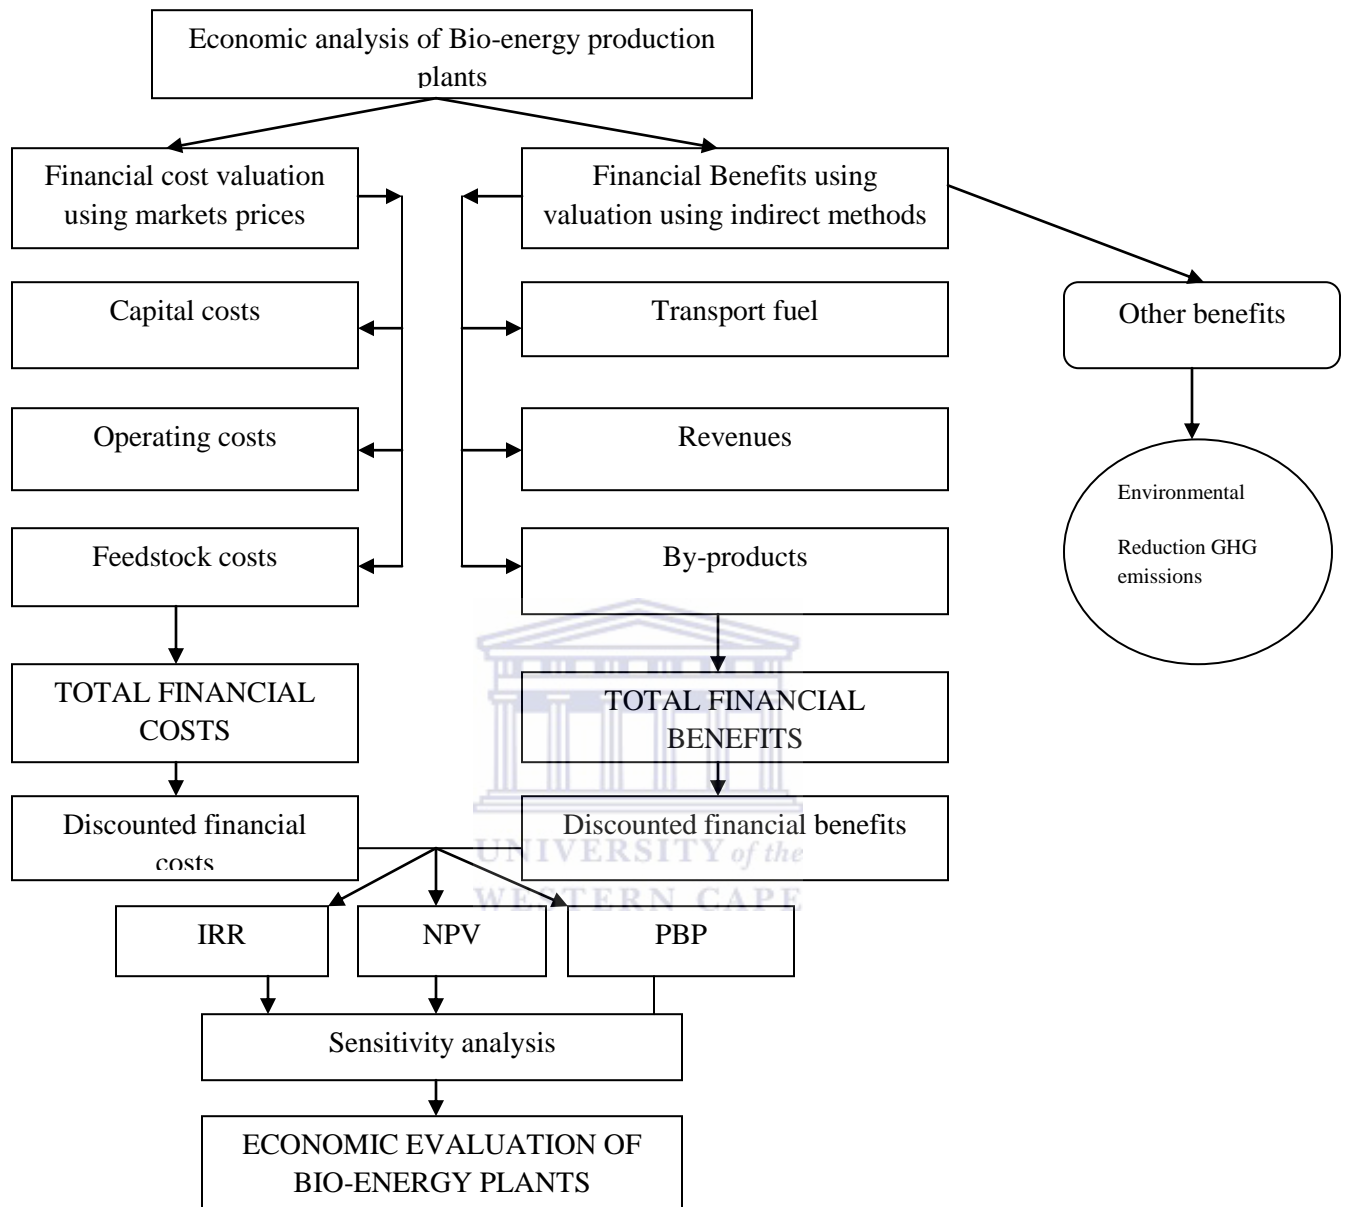 Economic analysis of Bio-energy production
plants
Financial cost valuation
using markets prices
Financial Benefits using
valuation using indirect methods
Capital costs
Transport fuel
Other benefits
Operating costs
Revenues
Environmental
Reduction GHG
emissions
Feedstock costs
By-products
TOTAL FINANCIAL
COSTS
TOTAL FINANCIAL
BENEFITS
Discounted financial
costs
Discounted financial benefits
UNIVERSITY of the
WESTERN CAPE
IRR
NPV
PBP
Sensitivity analysis
ECONOMIC EVALUATION OF
BIO-ENERGY PLANTS